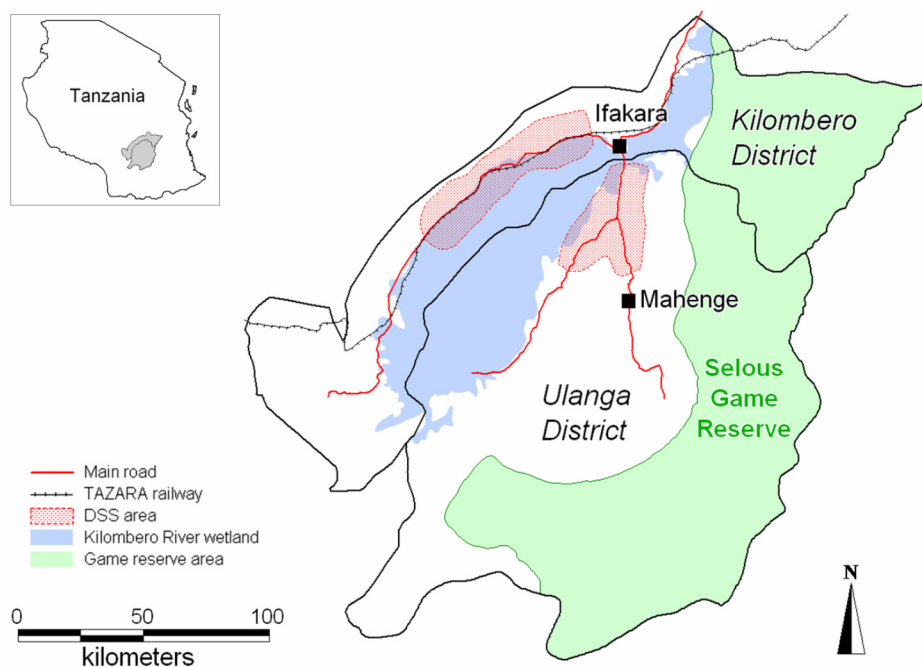 Tanzania
Ifakara
Kilombero
District
Mahenge
Selous
Game
Reserve
Ulanga
District
Main road
TAZARA railway
DSS area
Kilombero River wetland
Game reserve area
0 50 100
kilometers
N